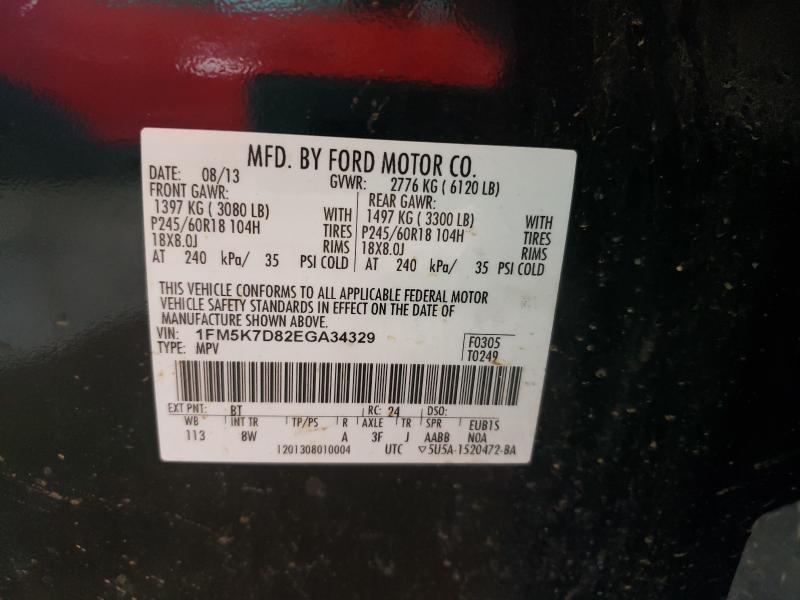 MFD. BY FORD MOTOR CO.
DATE: 08/13 GVWR: 2776 KG ( 6120 LB)
FRONT GAWR: REAR GAWR:
1397 KG ( 3080 LB) WITH 1497 KG ( 3300 LB) WITH
P245/60R18 104H TIRES P245/60R18 104H TIRES
18X8.0J RIMS 18X8.0J RIMS
AT 240 kPa/ 35 PSI COLD AT 240 kPa/ 35 PSI COLD
THIS VEHICLE CONFORMS TO ALL APPLICABLE FEDERAL MOTOR
VEHICLE SAFETY STANDARDS IN EFFECT ON THE DATE OF
MANUFACTURE SHOWN ABOVE.
VIN: 1FM5K7D82EGA34329 F0305
TYPE: MPV T0249
EXT PNT: BT RC: 24 DSO:
WB INT TR TP/PS R AXLE TR SPR EUB1S
113 8W A 3F J AABB NOA
1201308010004 UTC ▽5U5A-1520472-BA